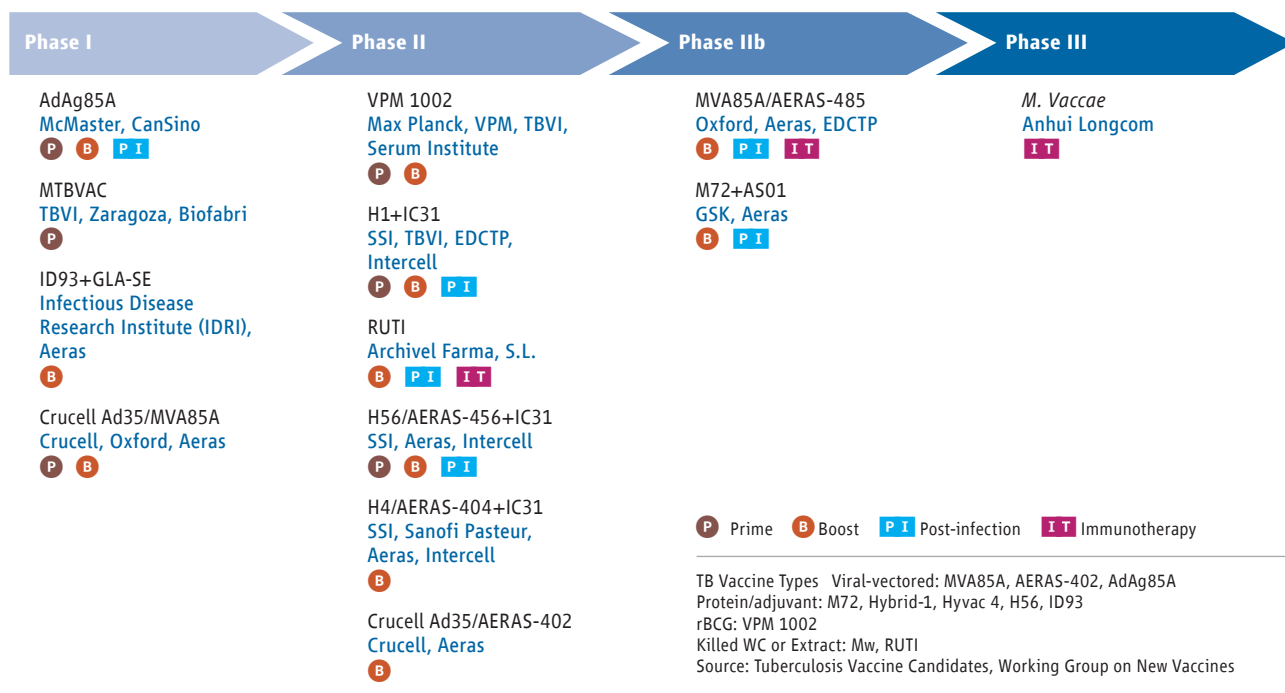 Phase I
Phase II
Phase IIb
Phase III
AdAg85A
McMaster, CanSino
P B P I
MTBVAC
TBVI, Zaragoza, Biofabri
P
ID93+GLA-SE
Infectious Disease
Research Institute (IDRI),
Aeras
B
Crucell Ad35/MVA85A
Crucell, Oxford, Aeras
P B
VPM 1002
Max Planck, VPM, TBVI,
Serum Institute
P B
H1+IC31
SSI, TBVI, EDCTP,
Intercell
P B P I
RUTI
Archivel Farma, S.L.
B P I I T
H56/AERAS-456+IC31
SSI, Aeras, Intercell
P B P I
H4/AERAS-404+IC31
SSI, Sanofi Pasteur,
Aeras, Intercell
B
Crucell Ad35/AERAS-402
Crucell, Aeras
B
MVA85A/AERAS-485
Oxford, Aeras, EDCTP
B P I I T
M72+AS01
GSK, Aeras
B P I
M. Vaccae
Anhui Longcom
I T
P Prime B Boost P I Post-infection I T Immunotherapy
TB Vaccine Types Viral-vectored: MVA85A, AERAS-402, AdAg85A
Protein/adjuvant: M72, Hybrid-1, Hyvac 4, H56, ID93
rBCG: VPM 1002
Killed WC or Extract: Mw, RUTI
Source: Tuberculosis Vaccine Candidates, Working Group on New Vaccines